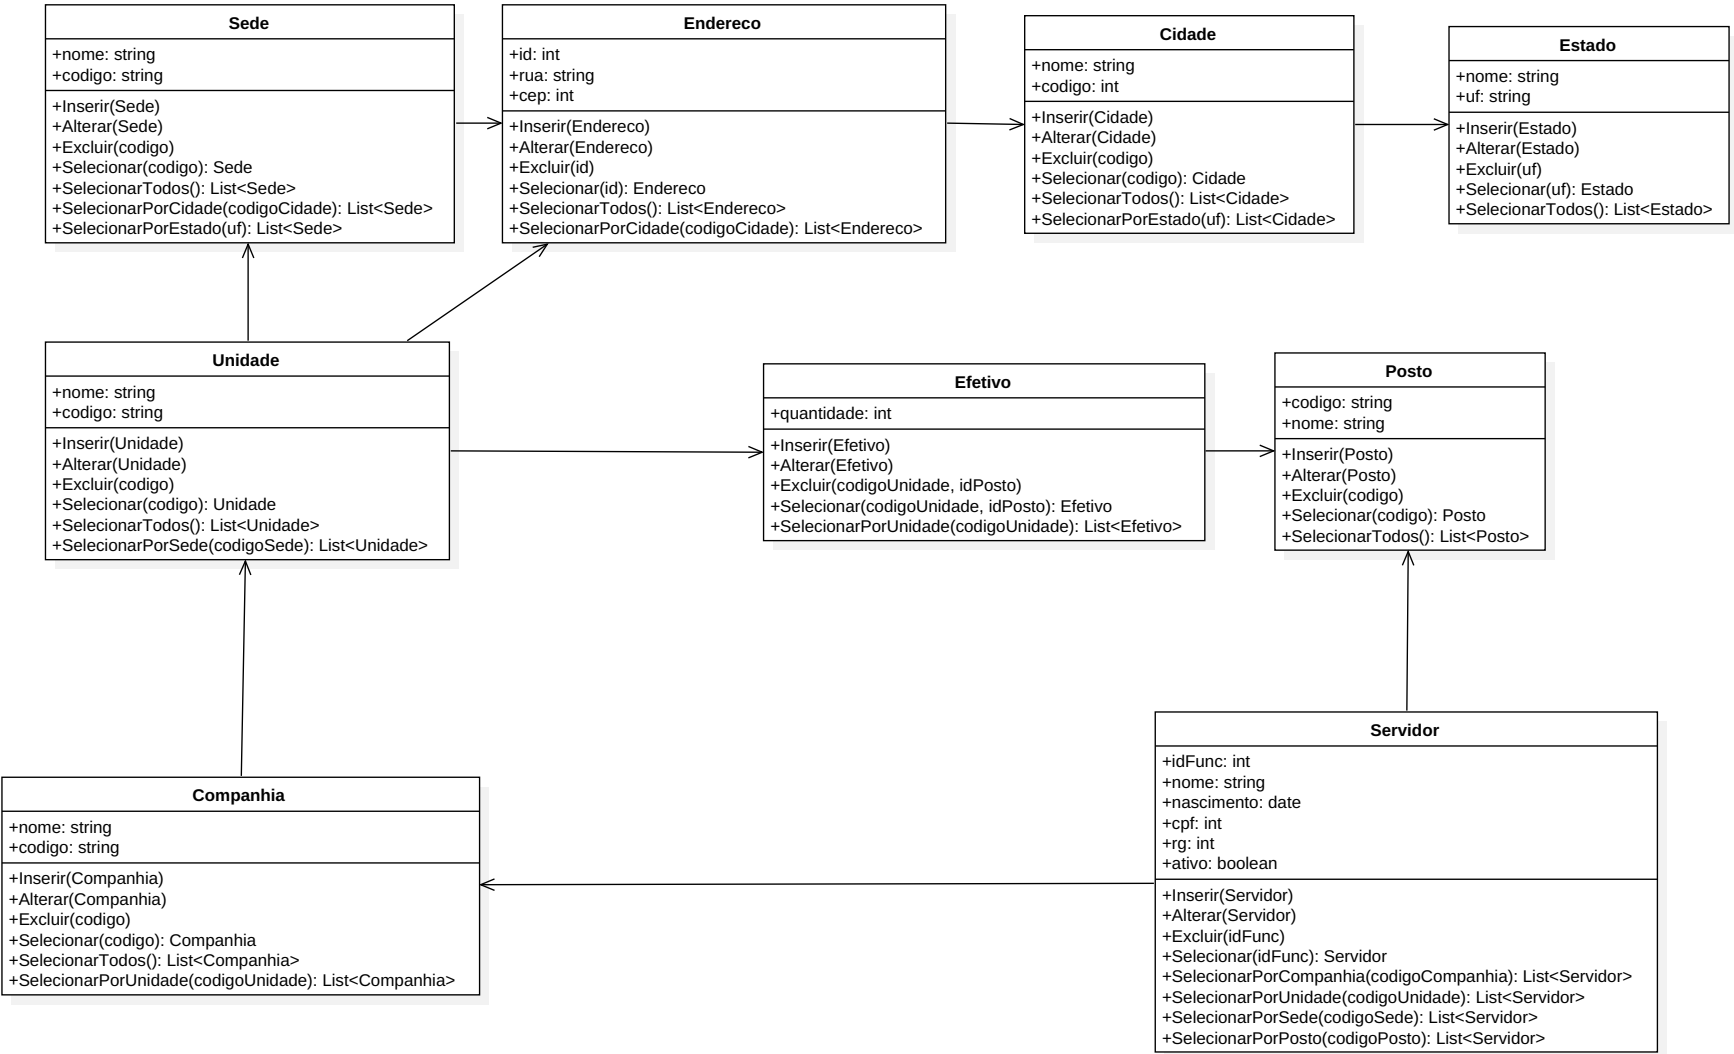 Sede
+nome: string
+codigo: string
+Inserir(Sede)
+Alterar(Sede)
+Excluir(codigo)
+Selecionar(codigo): Sede
+SelecionarTodos(): List<Sede>
+SelecionarPorCidade(codigoCidade): List<Sede>
+SelecionarPorEstado(uf): List<Sede>
Endereco
+id: int
+rua: string
+cep: int
+Inserir(Endereco)
+Alterar(Endereco)
+Excluir(id)
+Selecionar(id): Endereco
+SelecionarTodos(): List<Endereco>
+SelecionarPorCidade(codigoCidade): List<Endereco>
Cidade
+nome: string
+codigo: int
+Inserir(Cidade)
+Alterar(Cidade)
+Excluir(codigo)
+Selecionar(codigo): Cidade
+SelecionarTodos(): List<Cidade>
+SelecionarPorEstado(uf): List<Cidade>
Estado
+nome: string
+uf: string
+Inserir(Estado)
+Alterar(Estado)
+Excluir(uf)
+Selecionar(uf): Estado
+SelecionarTodos(): List<Estado>
Unidade
+nome: string
+codigo: string
+Inserir(Unidade)
+Alterar(Unidade)
+Excluir(codigo)
+Selecionar(codigo): Unidade
+SelecionarTodos(): List<Unidade>
+SelecionarPorSede(codigoSede): List<Unidade>
Efetivo
+quantidade: int
+Inserir(Efetivo)
+Alterar(Efetivo)
+Excluir(codigoUnidade, idPosto)
+Selecionar(codigoUnidade, idPosto): Efetivo
+SelecionarPorUnidade(codigoUnidade): List<Efetivo>
Posto
+codigo: string
+nome: string
+Inserir(Posto)
+Alterar(Posto)
+Excluir(codigo)
+Selecionar(codigo): Posto
+SelecionarTodos(): List<Posto>
Companhia
+nome: string
+codigo: string
+Inserir(Companhia)
+Alterar(Companhia)
+Excluir(codigo)
+Selecionar(codigo): Companhia
+SelecionarTodos(): List<Companhia>
+SelecionarPorUnidade(codigoUnidade): List<Companhia>
Servidor
+idFunc: int
+nome: string
+nascimento: date
+cpf: int
+rg: int
+ativo: boolean
+Inserir(Servidor)
+Alterar(Servidor)
+Excluir(idFunc)
+Selecionar(idFunc): Servidor
+SelecionarPorCompanhia(codigoCompanhia): List<Servidor>
+SelecionarPorUnidade(codigoUnidade): List<Servidor>
+SelecionarPorSede(codigoSede): List<Servidor>
+SelecionarPorPosto(codigoPosto): List<Servidor>